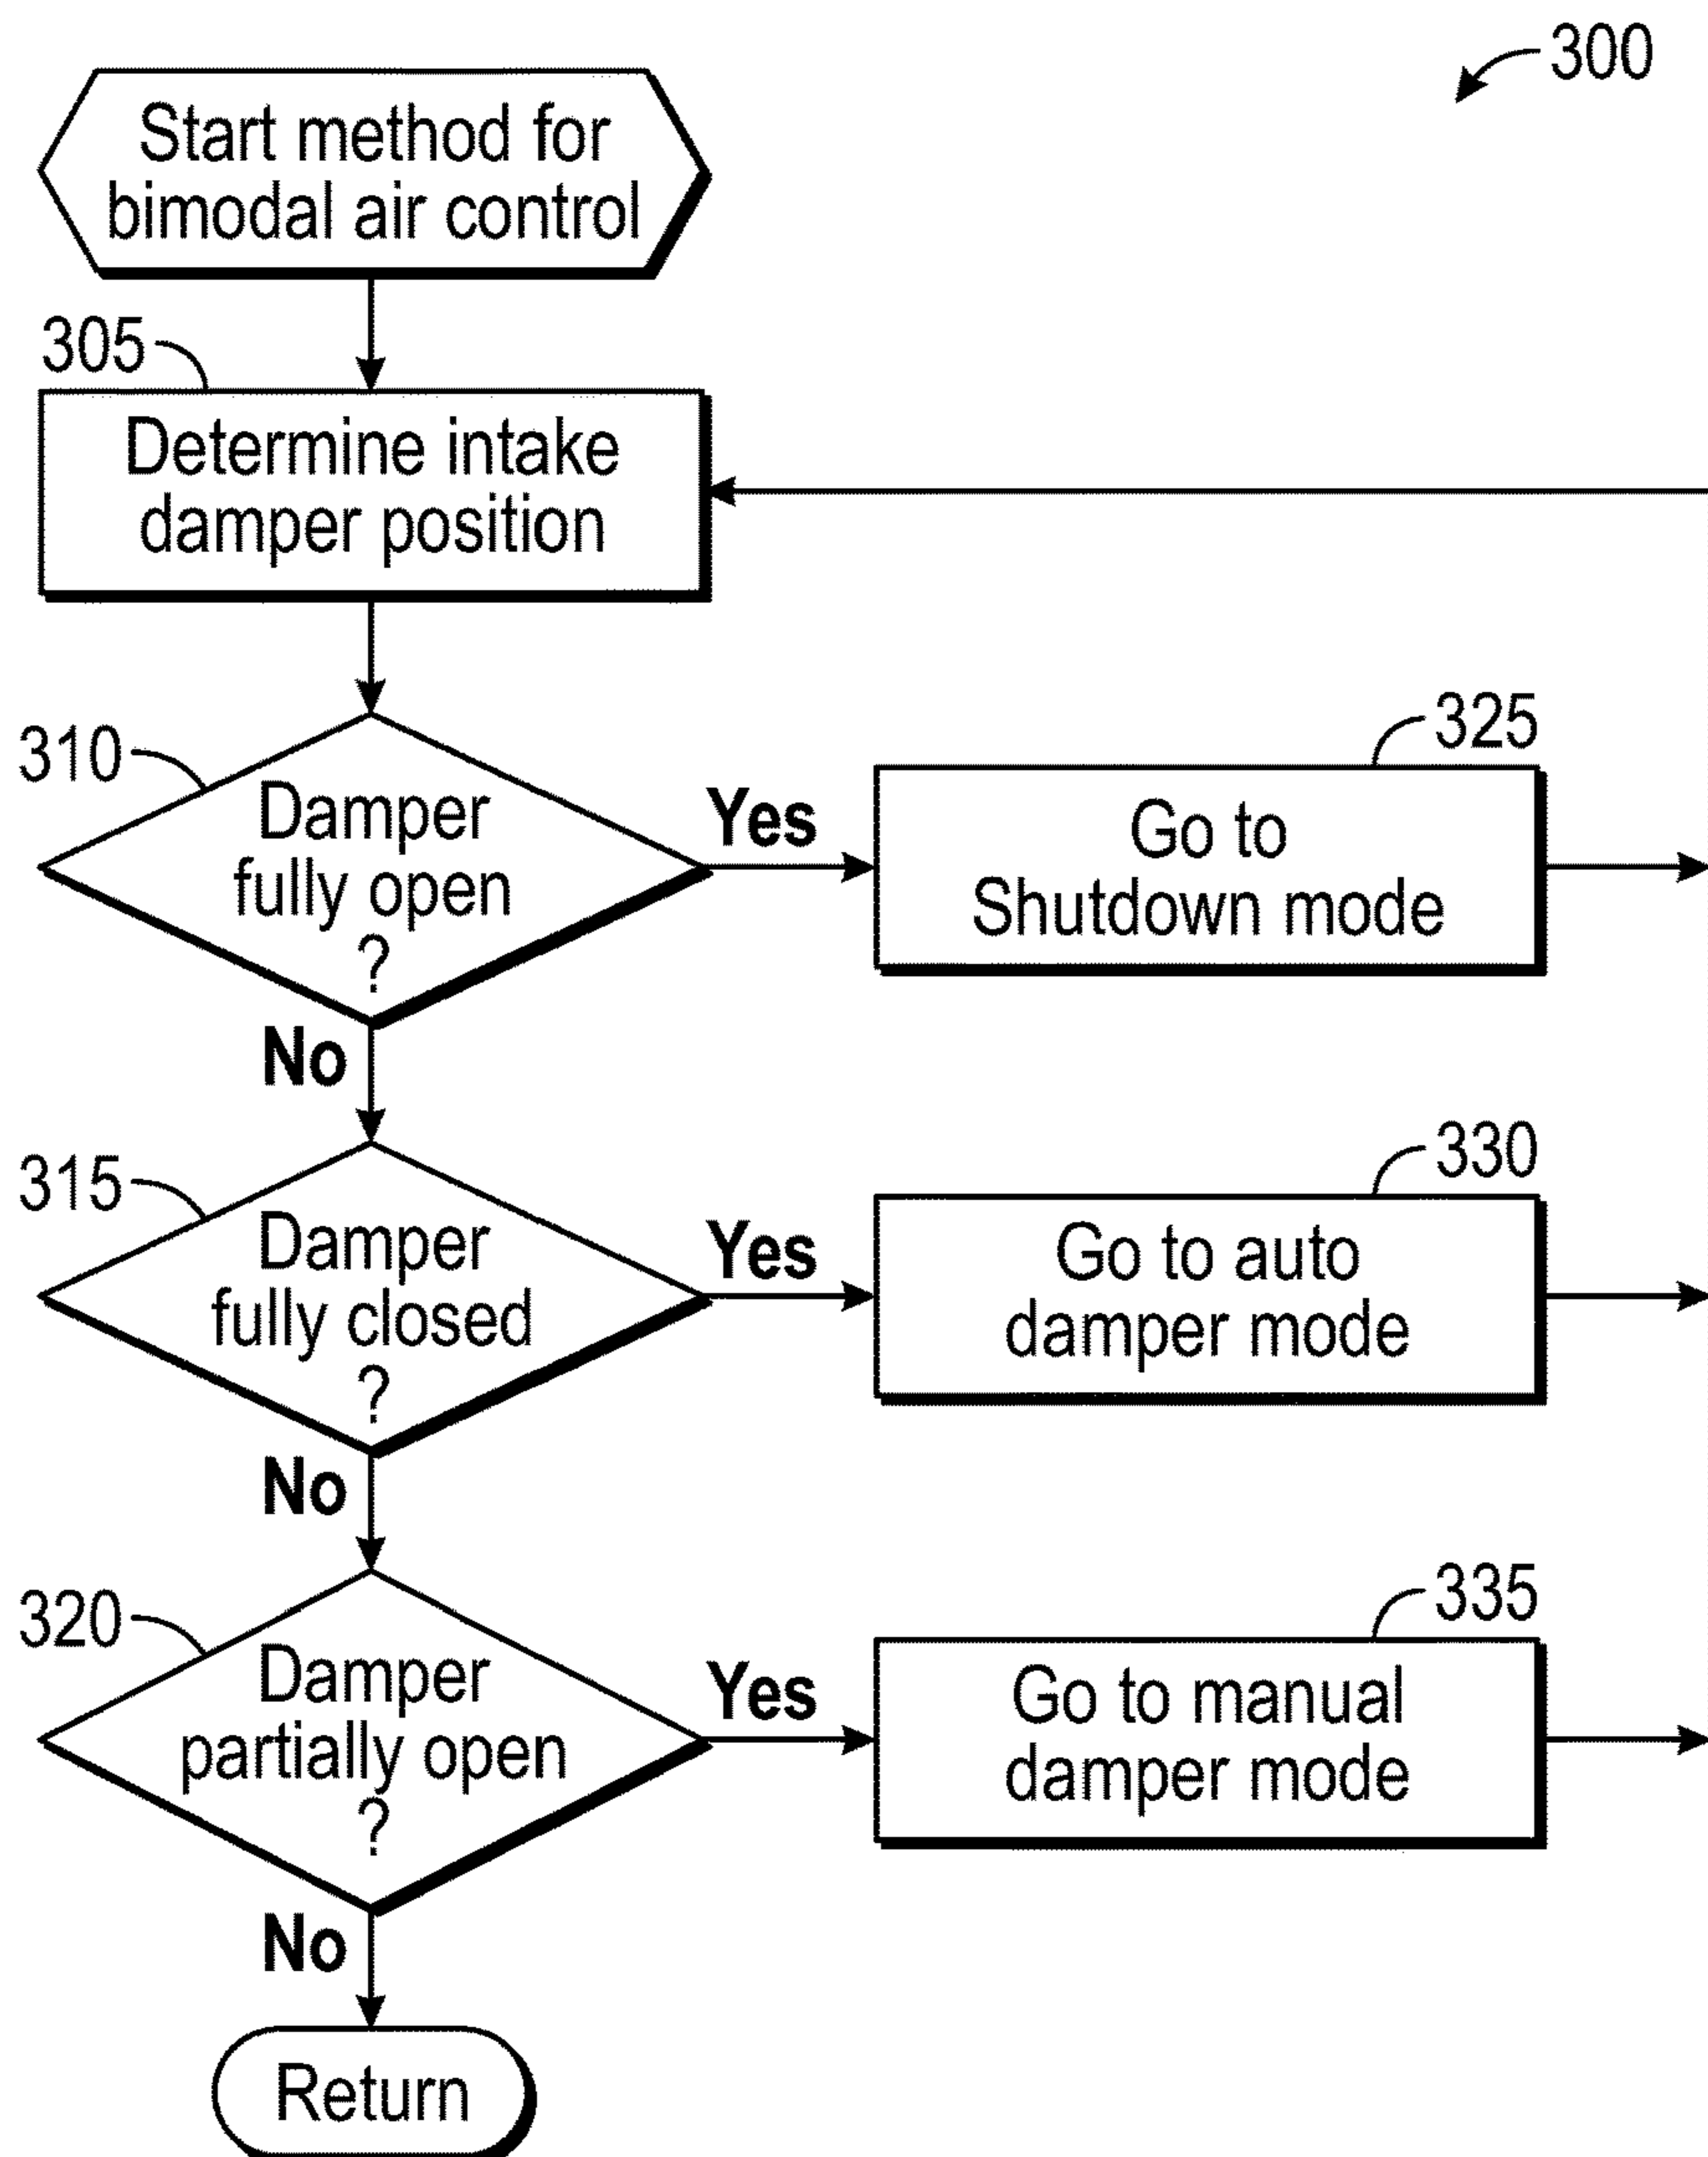 300
Start method for
bimodal air control
305
Determine intake
damper position
310
Damper
fully open
?
Yes
325
Go to
Shutdown mode
No
315
Damper
fully closed
?
Yes
330
Go to auto
damper mode
No
320
Damper
partially open
?
Yes
335
Go to manual
damper mode
No
Return